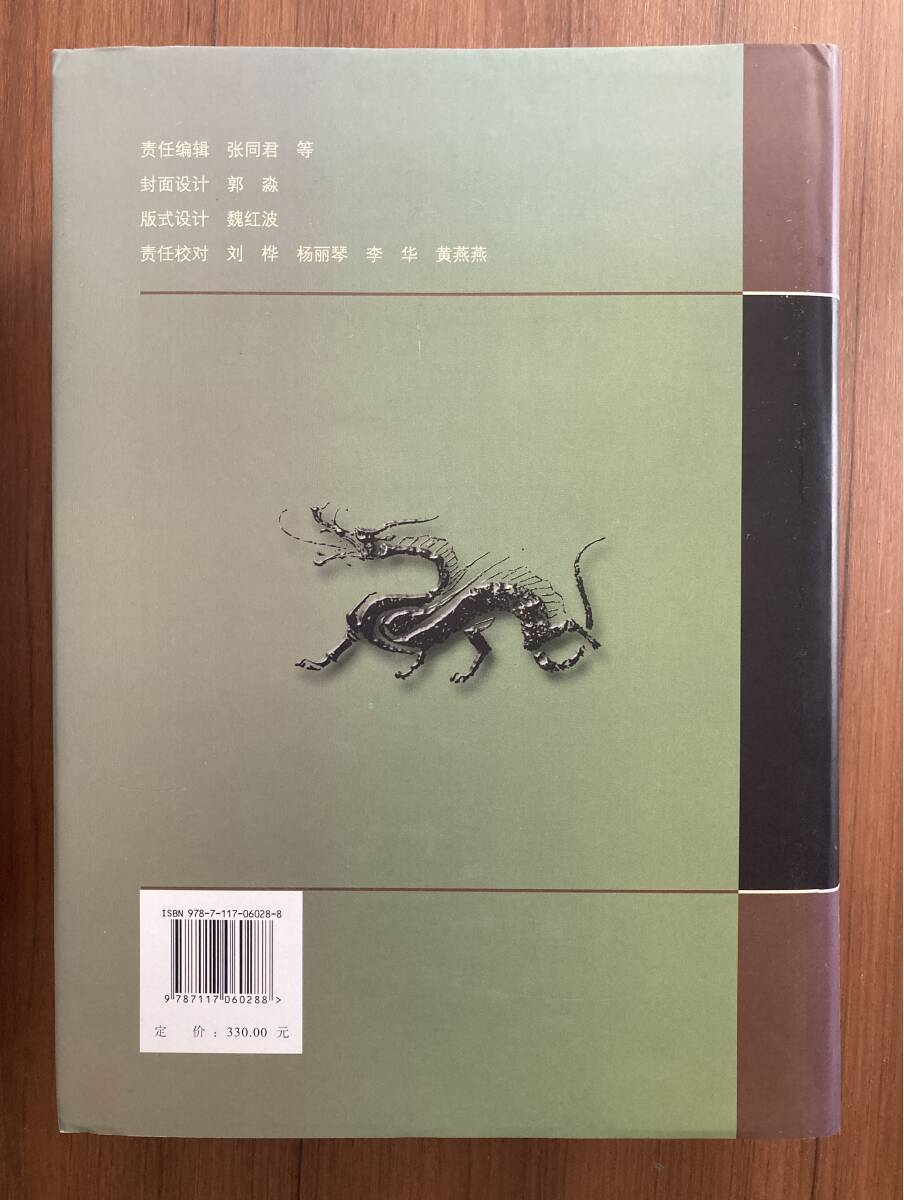 责任编辑 张同君 等
封面设计 郭 淼
版式设计 魏红波
责任校对 刘 桦 杨丽琴 李 华 黄燕燕
ISBN 978-7-117-06028-8
9 787117 060288 >
定 价：330.00 元